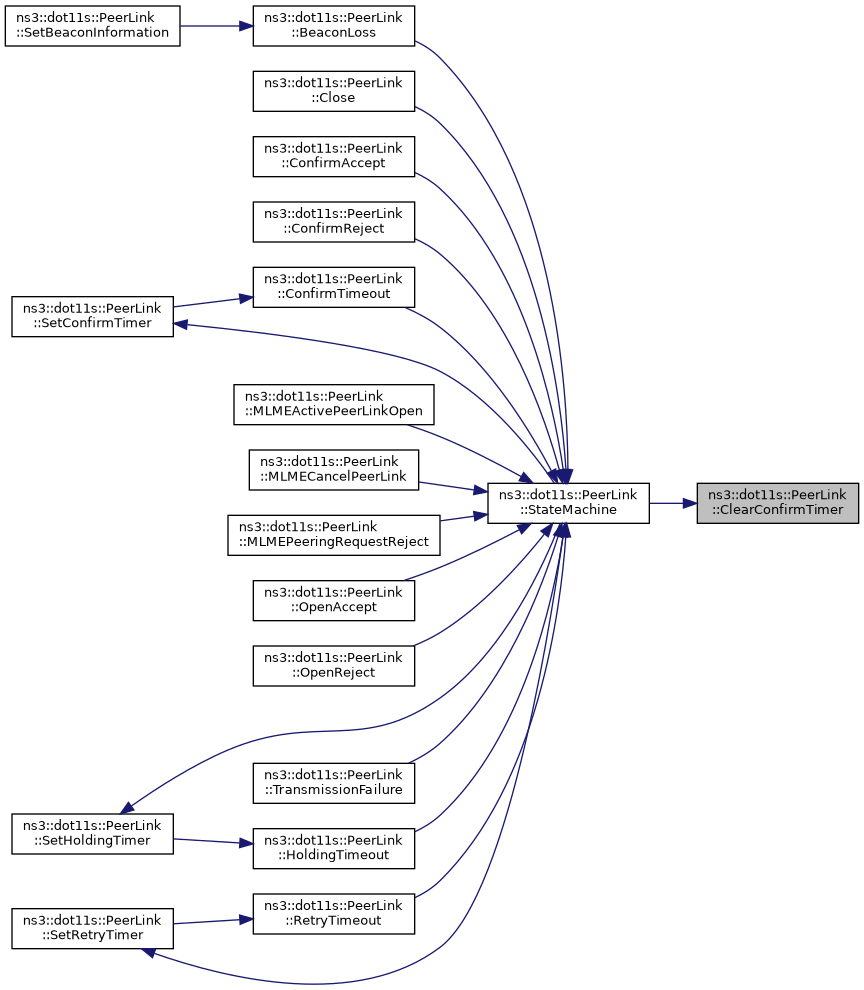 ns3::dot11s::PeerLink
::SetBeaconInformation
ns3::dot11s::PeerLink
::BeaconLoss
ns3::dot11s::PeerLink
::Close
ns3::dot11s::PeerLink
::ConfirmAccept
ns3::dot11s::PeerLink
::ConfirmReject
ns3::dot11s::PeerLink
::ConfirmTimeout
ns3::dot11s::PeerLink
::SetConfirmTimer
ns3::dot11s::PeerLink
::MLMEActivePeerLinkOpen
ns3::dot11s::PeerLink
::MLMECancelPeerLink
ns3::dot11s::PeerLink
::StateMachine
ns3::dot11s::PeerLink
::ClearConfirmTimer
ns3::dot11s::PeerLink
::MLMEPeeringRequestReject
ns3::dot11s::PeerLink
::OpenAccept
ns3::dot11s::PeerLink
::OpenReject
ns3::dot11s::PeerLink
::TransmissionFailure
ns3::dot11s::PeerLink
::SetHoldingTimer
ns3::dot11s::PeerLink
::HoldingTimeout
ns3::dot11s::PeerLink
::RetryTimeout
ns3::dot11s::PeerLink
::SetRetryTimer